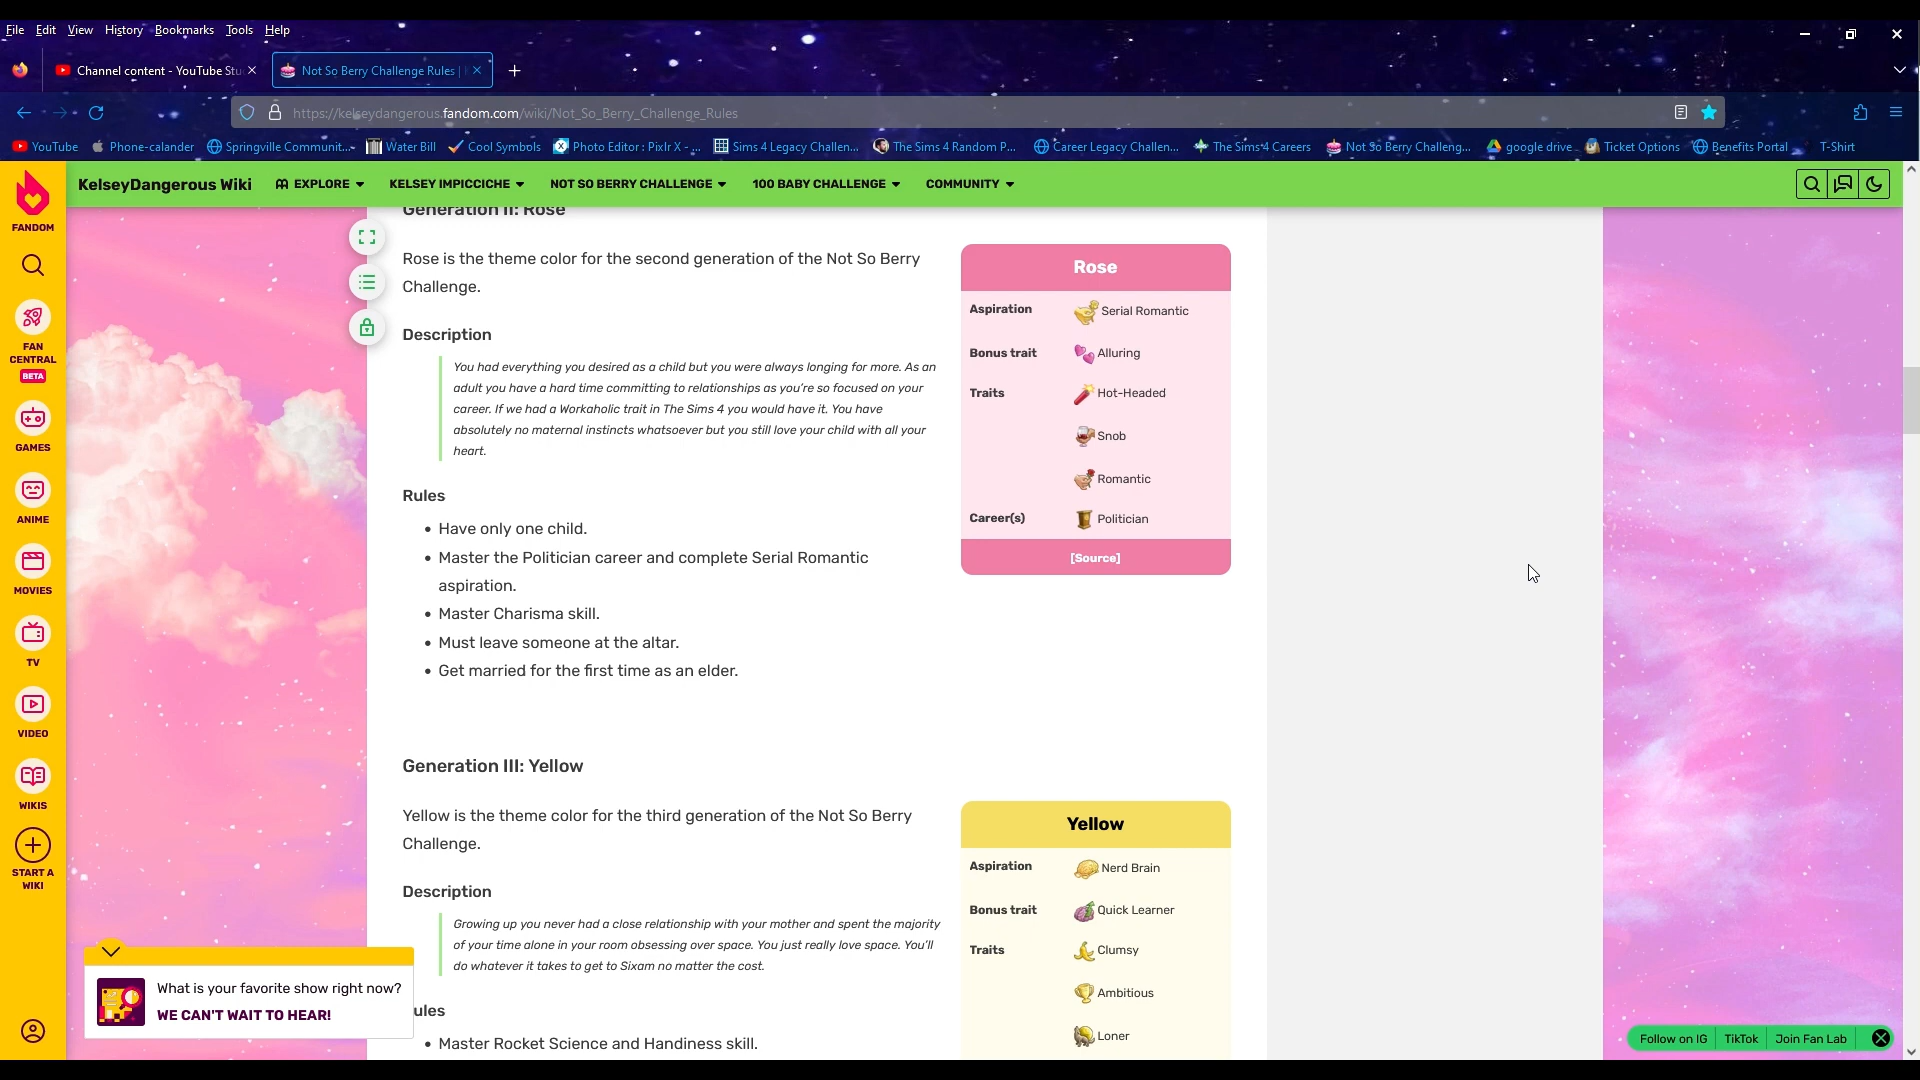 File Edit View History Bookmarks Tools Help
Channel content - YouTube Stu
Not So Berry Challenge Rules |
https://kelseydangerous.fandom.com/wiki/Not_So_Berry_Challenge_Rules
YouTube Phone-calander Springville Communit... Water Bill Cool Symbols Photo Editor : Pixlr X - ... Sims 4 Legacy Challen... The Sims 4 Random P... Career Legacy Challen... The Sims 4 Careers Not So Berry Challeng... google drive Ticket Options Benefits Portal T-Shirt
KelseyDangerous Wiki EXPLORE KELSEY IMPICCICHE NOT SO BERRY CHALLENGE 100 BABY CHALLENGE COMMUNITY
FANDOM
FAN
CENTRAL
BETA
GAMES
ANIME
MOVIES
TV
VIDEO
WIKIS
START A
WIKI
Generation II: Rose
Rose is the theme color for the second generation of the Not So Berry
Challenge.
Description
You had everything you desired as a child but you were always longing for more. As an
adult you have a hard time committing to relationships as you're so focused on your
career. If we had a Workaholic trait in The Sims 4 you would have it. You have
absolutely no maternal instincts whatsoever but you still love your child with all your
heart.
Rules
• Have only one child.
• Master the Politician career and complete Serial Romantic
aspiration.
• Master Charisma skill.
• Must leave someone at the altar.
• Get married for the first time as an elder.
Rose
Aspiration Serial Romantic
Bonus trait Alluring
Traits Hot-Headed
Snob
Romantic
Career(s) Politician
[Source]
Generation III: Yellow
Yellow is the theme color for the third generation of the Not So Berry
Challenge.
Description
Growing up you never had a close relationship with your mother and spent the majority
of your time alone in your room obsessing over space. You just really love space. You'll
do whatever it takes to get to Sixam no matter the cost.
ules
• Master Rocket Science and Handiness skill.
Yellow
Aspiration Nerd Brain
Bonus trait Quick Learner
Traits Clumsy
Ambitious
Loner
What is your favorite show right now?
WE CAN'T WAIT TO HEAR!
Follow on IG TikTok Join Fan Lab